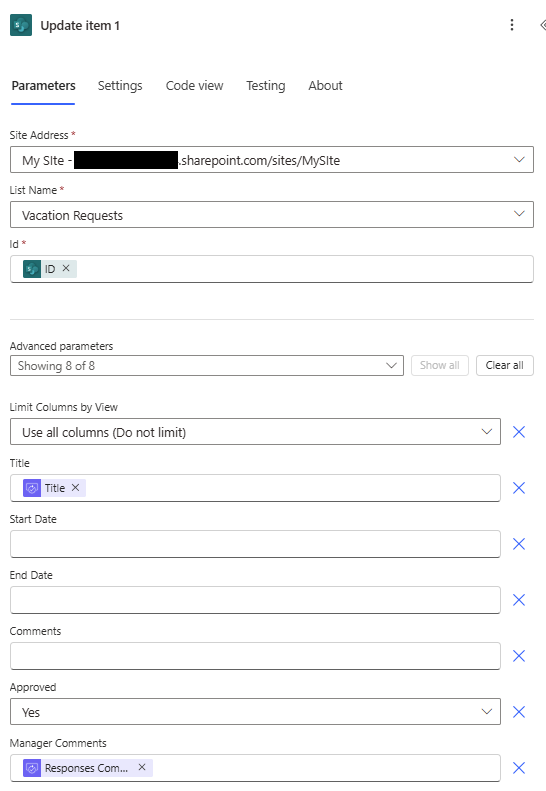 Update item 1
Parameters Settings Code view Testing About
Site Address *
My SIte - .sharepoint.com/sites/MySIte
List Name *
Vacation Requests
Id *
ID
Advanced parameters
Showing 8 of 8 Show all Clear all
Limit Columns by View
Use all columns (Do not limit)
Title
Title
Start Date
End Date
Comments
Approved
Yes
Manager Comments
Responses Com...